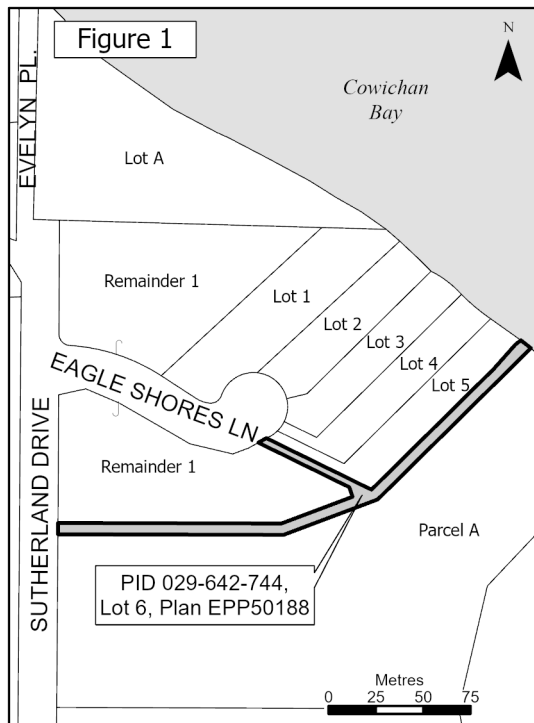 Figure 1
N
EVELYN PL.
Cowichan
Bay
Lot A
Remainder 1
Lot 1
Lot 2
Lot 3
Lot 4
Lot 5
EAGLE SHORES LN
Remainder 1
SUTHERLAND DRIVE
Parcel A
PID 029-642-744,
Lot 6, Plan EPP50188
Metres
0 25 50 75